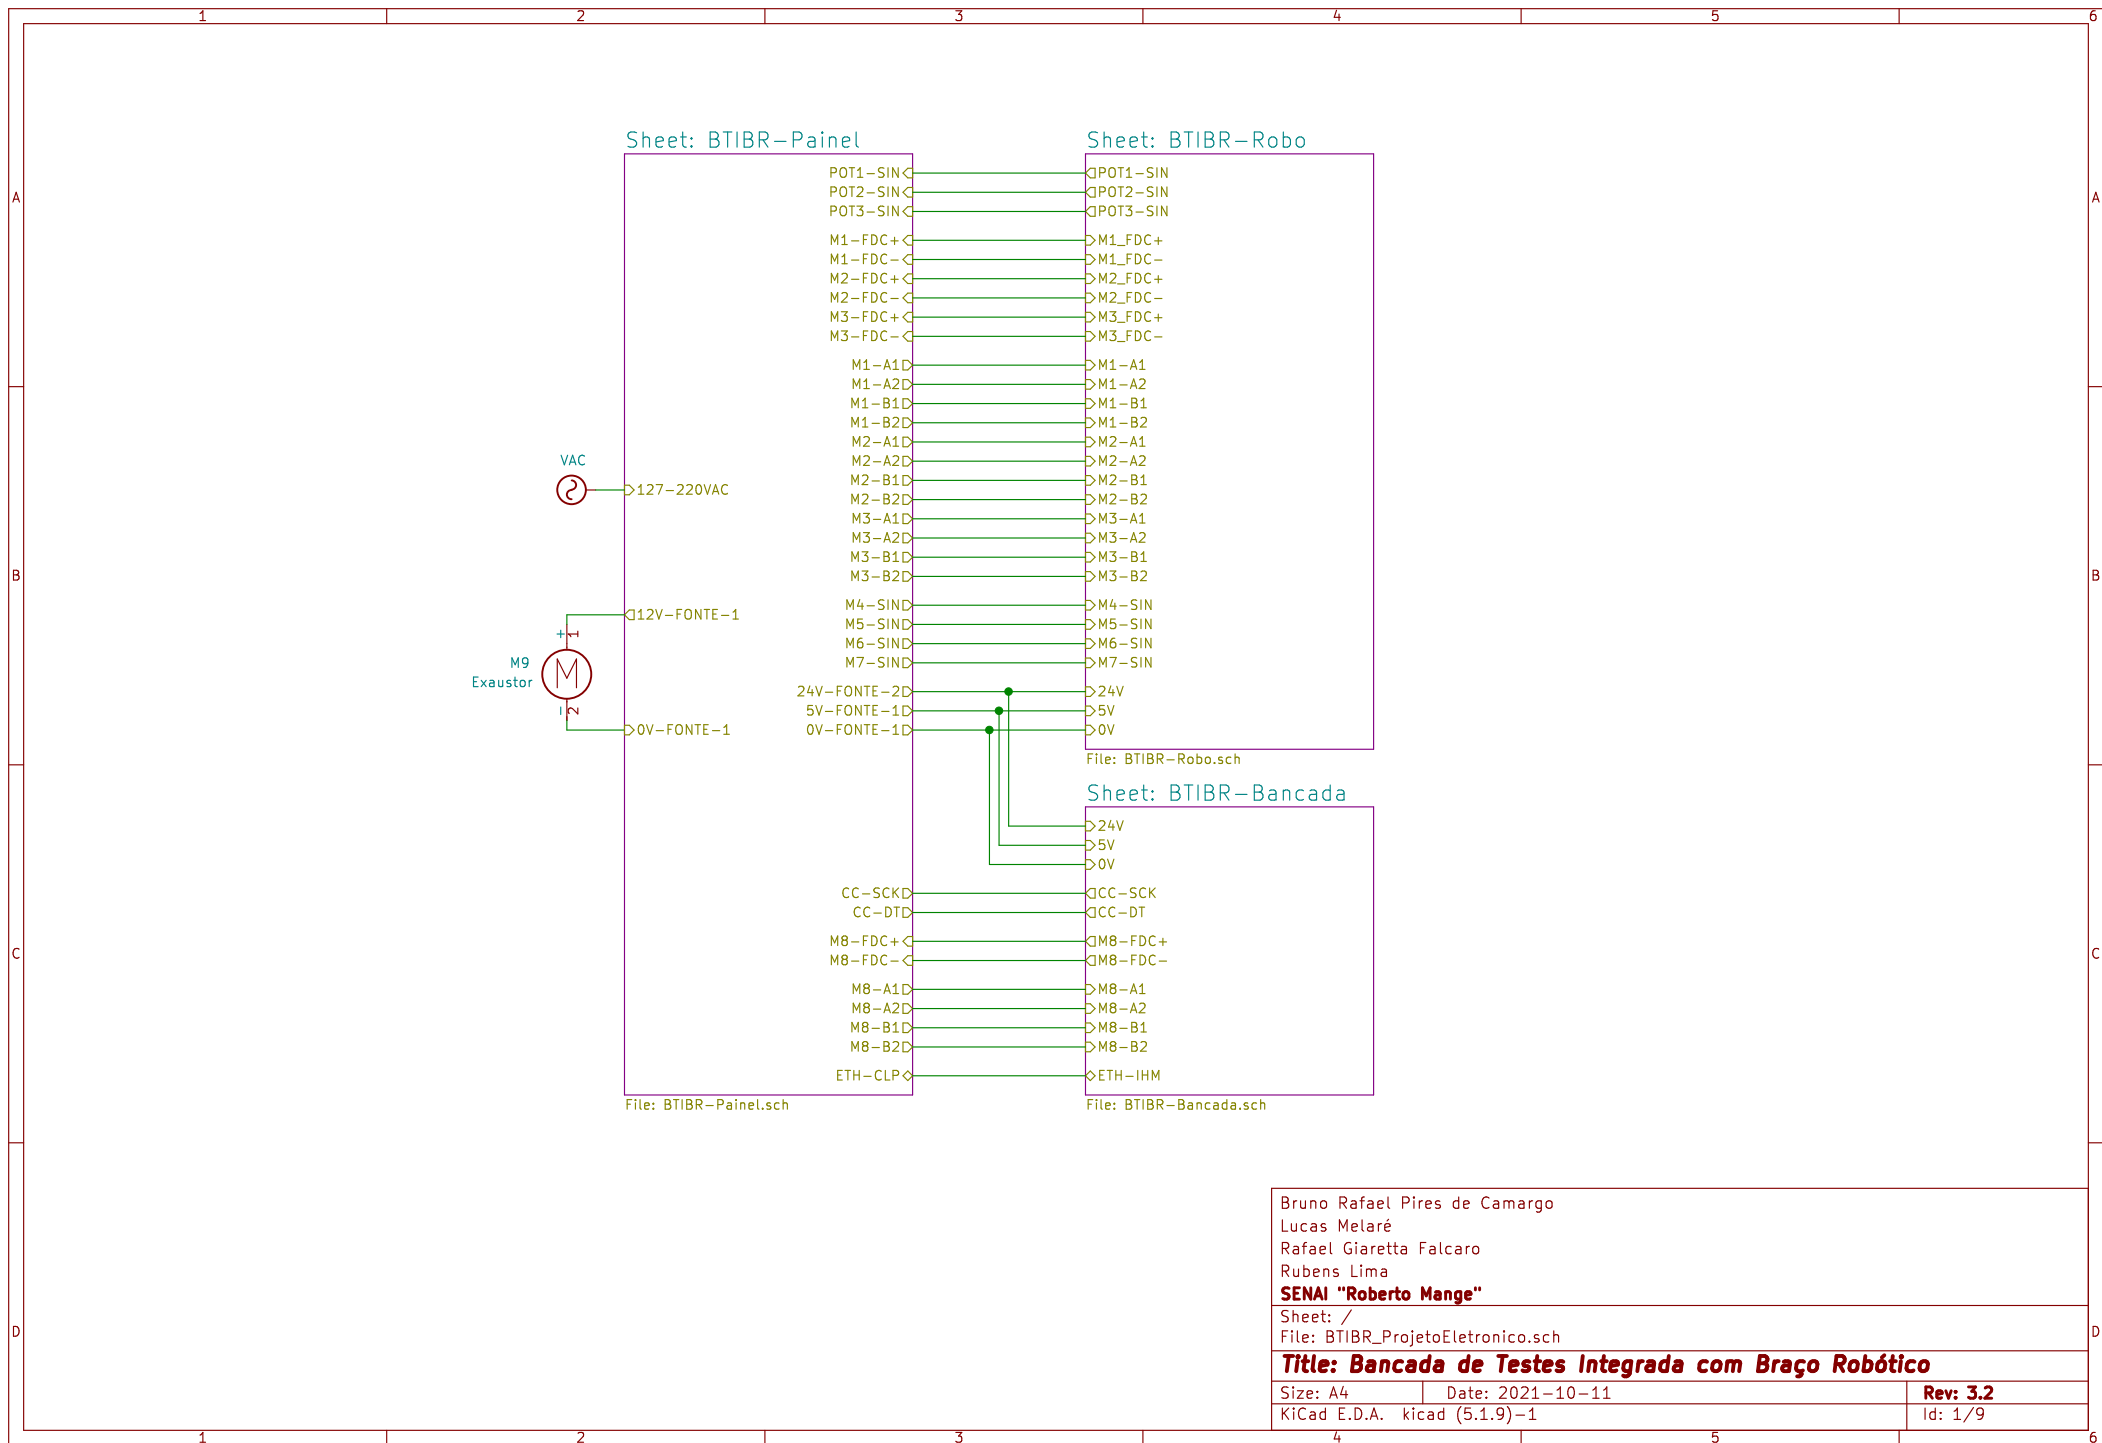 1 2 3 4 5 6
Sheet: BTIBR-Painel
POT1-SIN
POT2-SIN
POT3-SIN
M1-FDC+
M1-FDC-
M2-FDC+
M2-FDC-
M3-FDC+
M3-FDC-
M1-A1
M1-A2
M1-B1
M1-B2
M2-A1
M2-A2
M2-B1
M2-B2
M3-A1
M3-A2
M3-B1
M3-B2
M4-SIN
M5-SIN
M6-SIN
M7-SIN
24V-FONTE-2
5V-FONTE-1
0V-FONTE-1
CC-SCK
CC-DT
M8-FDC+
M8-FDC-
M8-A1
M8-A2
M8-B1
M8-B2
ETH-CLP
127-220VAC
12V-FONTE-1
0V-FONTE-1
File: BTIBR-Painel.sch
VAC
+ 1
M9
Exaustor
M
- 2
Sheet: BTIBR-Robo
POT1-SIN
POT2-SIN
POT3-SIN
M1_FDC+
M1_FDC-
M2_FDC+
M2_FDC-
M3_FDC+
M3_FDC-
M1-A1
M1-A2
M1-B1
M1-B2
M2-A1
M2-A2
M2-B1
M2-B2
M3-A1
M3-A2
M3-B1
M3-B2
M4-SIN
M5-SIN
M6-SIN
M7-SIN
24V
5V
0V
File: BTIBR-Robo.sch
Sheet: BTIBR-Bancada
24V
5V
0V
CC-SCK
CC-DT
M8-FDC+
M8-FDC-
M8-A1
M8-A2
M8-B1
M8-B2
ETH-IHM
File: BTIBR-Bancada.sch
A A
B B
C C
D D
Bruno Rafael Pires de Camargo
Lucas Melaré
Rafael Giaretta Falcaro
Rubens Lima
SENAI "Roberto Mange"
Sheet: /
File: BTIBR_ProjetoEletronico.sch
Title: Bancada de Testes Integrada com Braço Robótico
Size: A4 Date: 2021-10-11 Rev: 3.2
KiCad E.D.A. kicad (5.1.9)-1 Id: 1/9
1 2 3 4 5 6